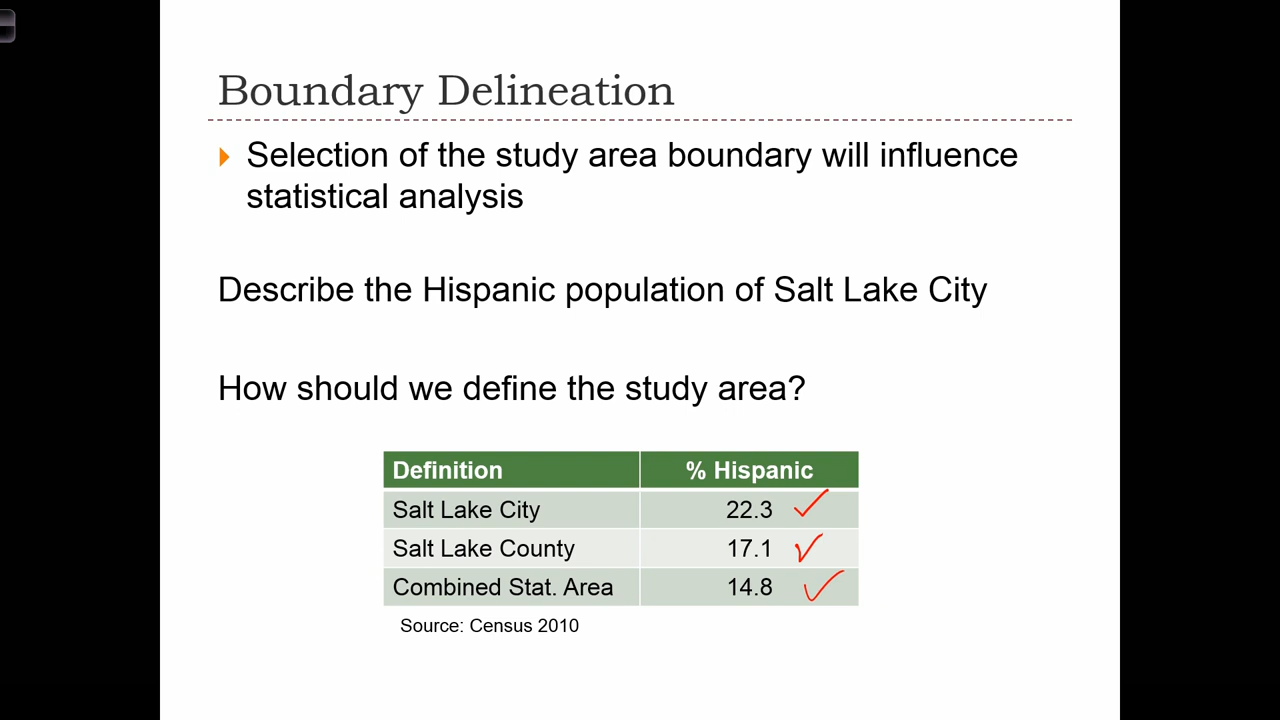 Boundary Delineation
Selection of the study area boundary will influence
statistical analysis
Describe the Hispanic population of Salt Lake City
How should we define the study area?
Definition % Hispanic
Salt Lake City 22.3
Salt Lake County 17.1
Combined Stat. Area 14.8
Source: Census 2010